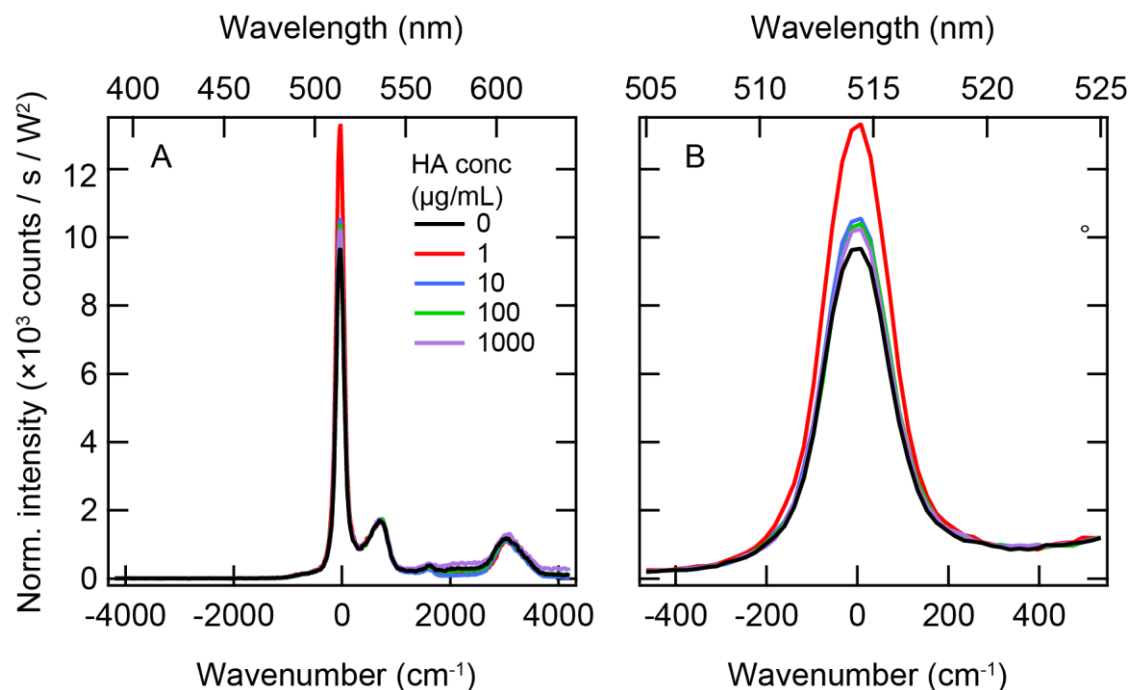 Wavelength (nm)
400 450 500 550 600
A
HA conc
(µg/mL)
0
1
10
100
1000
Norm. intensity (×10³ counts / s / W²)
12
10
8
6
4
2
0
-4000 -2000 0 2000 4000
Wavenumber (cm⁻¹)
Wavelength (nm)
505 510 515 520 525
B
-400 -200 0 200 400
Wavenumber (cm⁻¹)